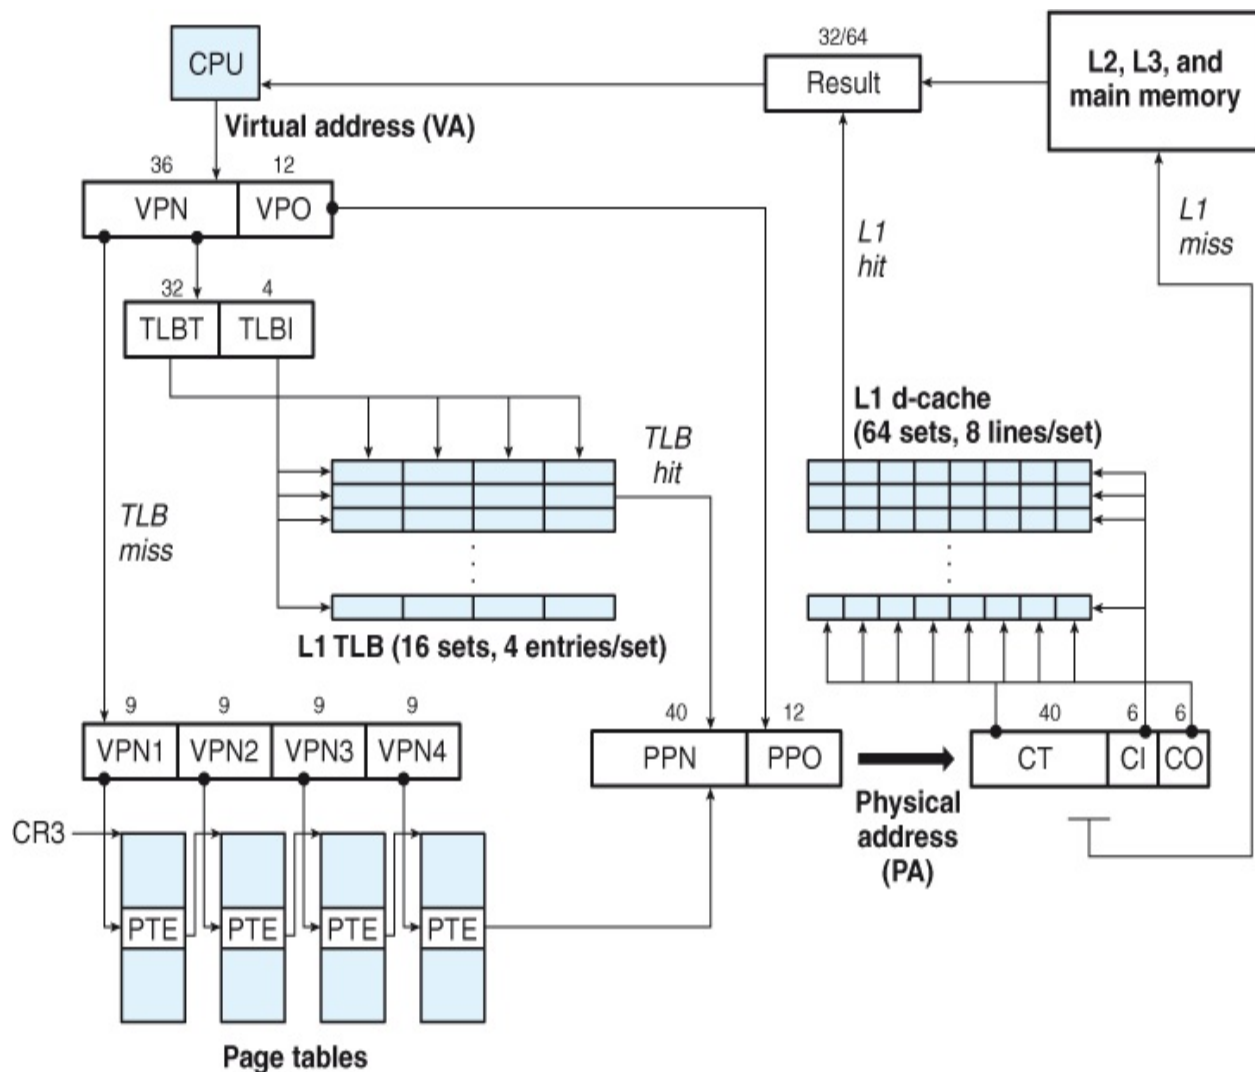 CPU
32/64
Result
L2, L3, and
main memory
Virtual address (VA)
36 12
VPN VPO
L1
hit
L1
miss
32 4
TLBT TLBI
TLB
hit
L1 d-cache
(64 sets, 8 lines/set)
TLB
miss
L1 TLB (16 sets, 4 entries/set)
9 9 9 9
VPN1 VPN2 VPN3 VPN4
40 12
PPN PPO
40 6 6
CT CI CO
Physical
address
(PA)
CR3
PTE PTE PTE PTE
Page tables